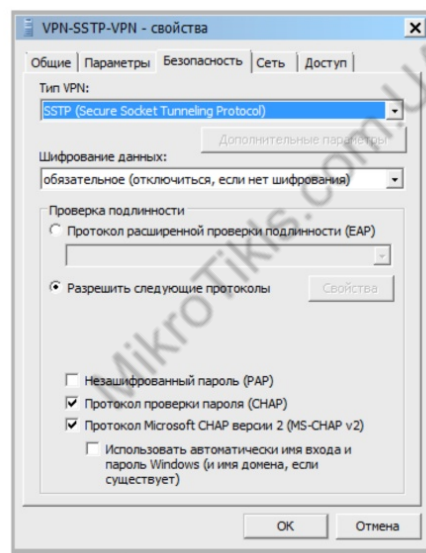 VPN-SSTP-VPN - свойства
Общие Параметры Безопасность Сеть Доступ
Тип VPN:
SSTP (Secure Socket Tunneling Protocol)
Дополнительные параметры
Шифрование данных:
обязательное (отключиться, если нет шифрования)
Проверка подлинности
Протокол расширенной проверки подлинности (EAP)
Разрешить следующие протоколы
Свойства
Незашифрованный пароль (PAP)
Протокол проверки пароля (CHAP)
Протокол Microsoft CHAP версии 2 (MS-CHAP v2)
Использовать автоматически имя входа и
пароль Windows (и имя домена, если
существует)
OK Отмена
MikroTikls.com.UA